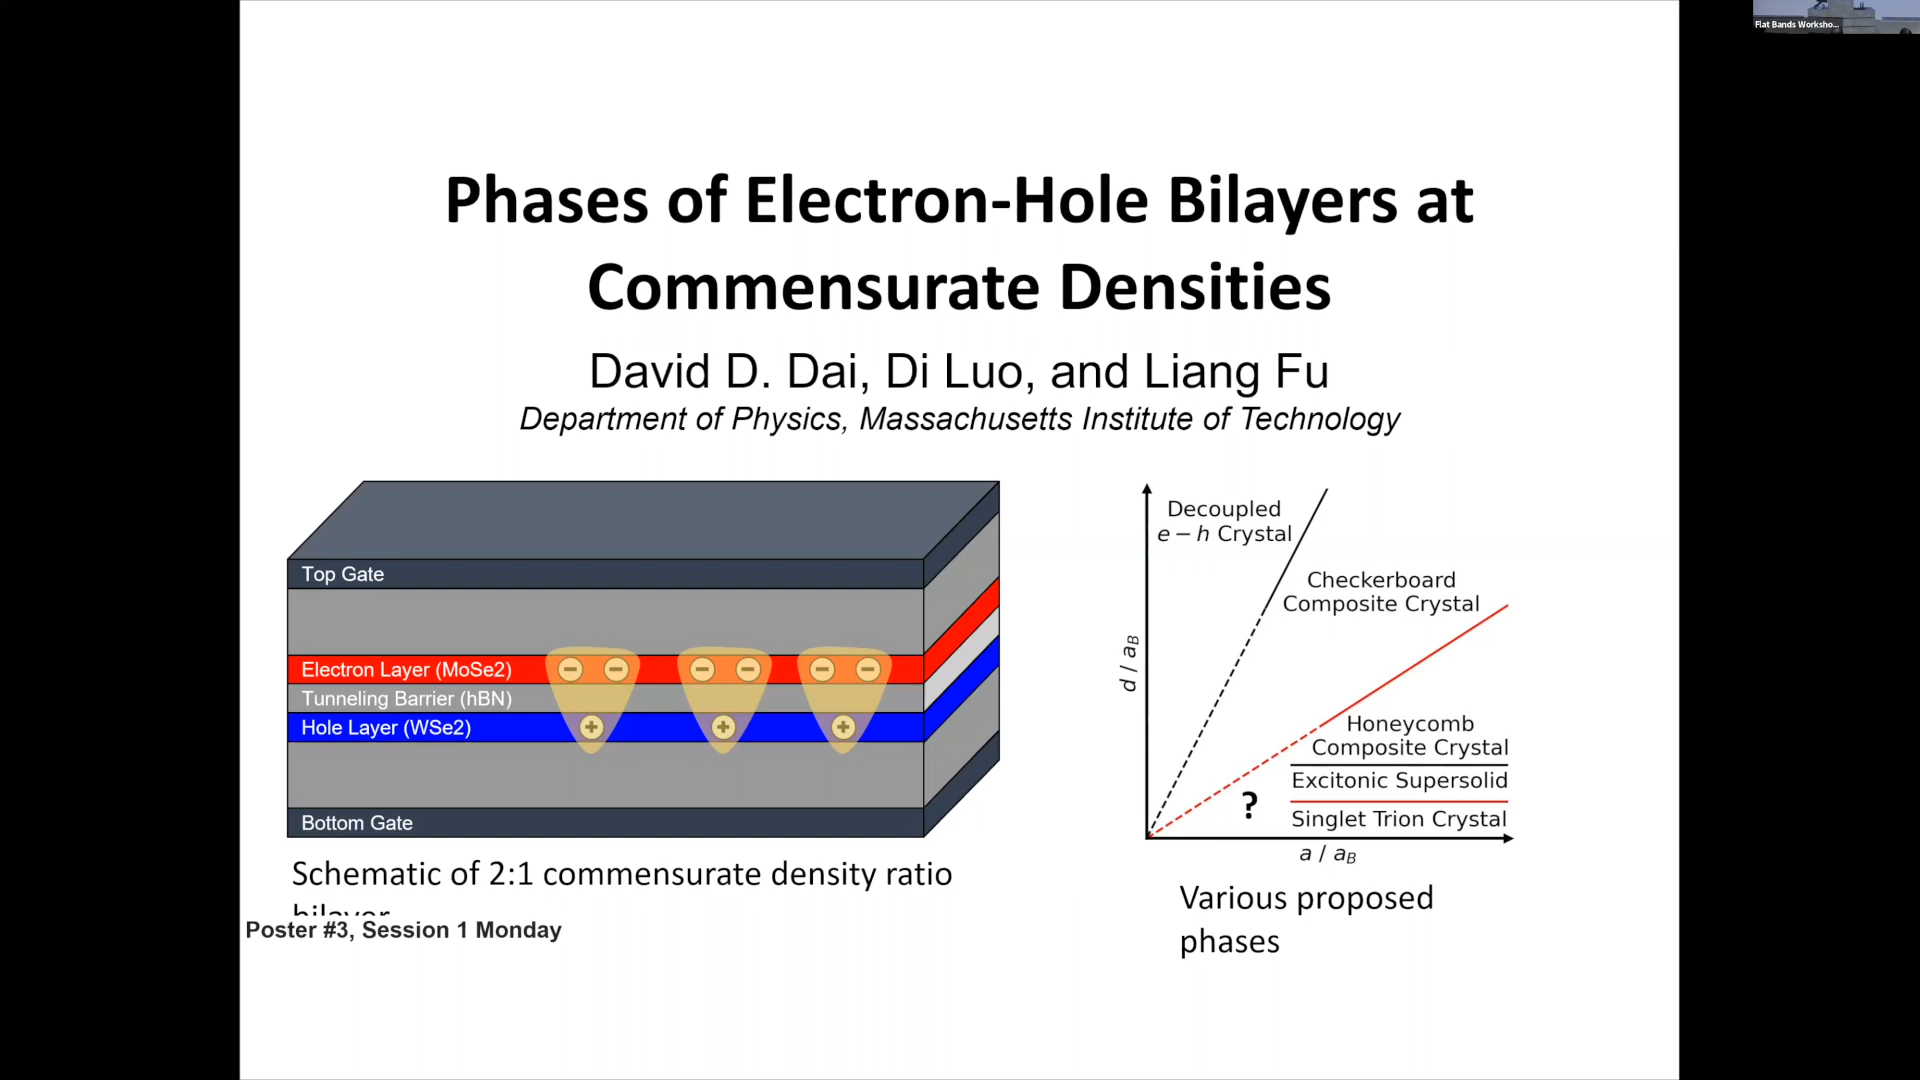 Flat Bands Worksho...
Phases of Electron-Hole Bilayers at
Commensurate Densities
David D. Dai, Di Luo, and Liang Fu
Department of Physics, Massachusetts Institute of Technology
Top Gate
Electron Layer (MoSe2)
Tunneling Barrier (hBN)
Hole Layer (WSe2)
Bottom Gate
Schematic of 2:1 commensurate density ratio
bilayer
Poster #3, Session 1 Monday
Decoupled
e − h Crystal
Checkerboard
Composite Crystal
d / aB
Honeycomb
Composite Crystal
Excitonic Supersolid
?
Singlet Trion Crystal
a / aB
Various proposed
phases